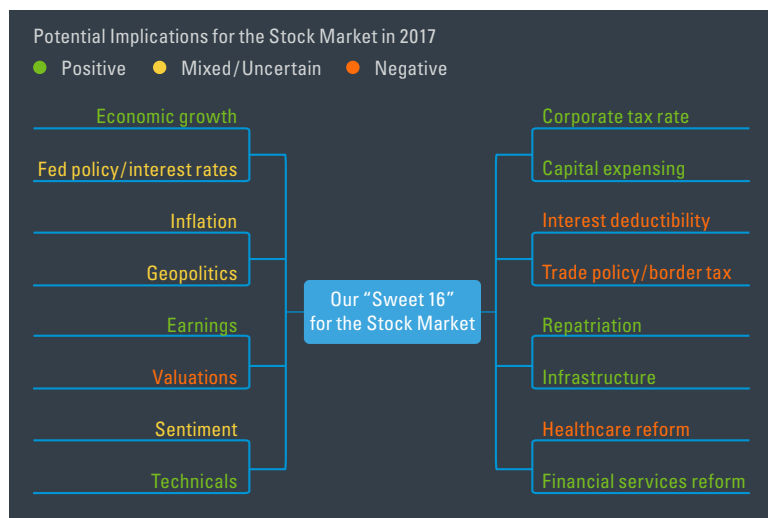 Potential Implications for the Stock Market in 2017
Positive Mixed/Uncertain Negative
Economic growth
Fed policy/interest rates
Inflation
Geopolitics
Earnings
Valuations
Sentiment
Technicals
Our “Sweet 16”
for the Stock Market
Corporate tax rate
Capital expensing
Interest deductibility
Trade policy/border tax
Repatriation
Infrastructure
Healthcare reform
Financial services reform